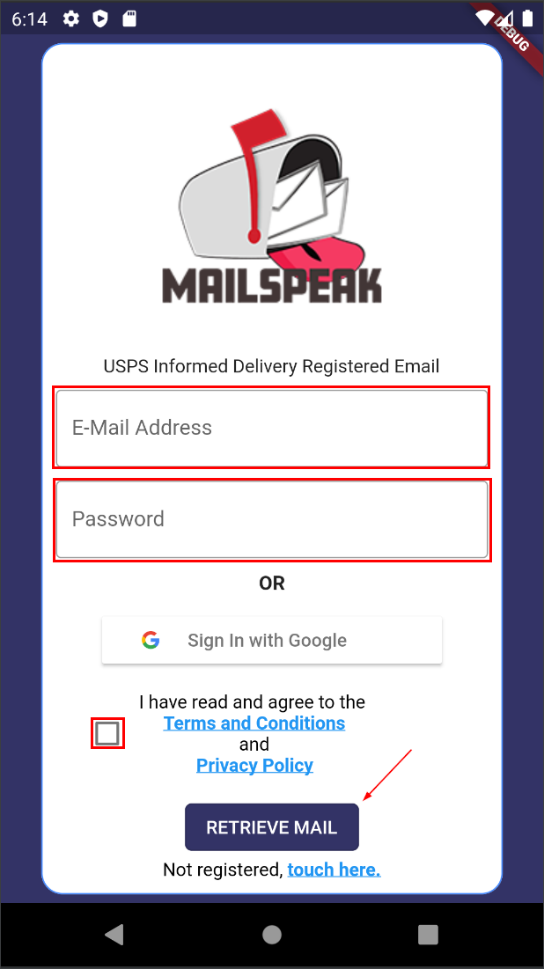 6:14
DEBUG
MAILSPEAK
USPS Informed Delivery Registered Email
E-Mail Address
Password
OR
Sign In with Google
I have read and agree to the
Terms and Conditions
and
Privacy Policy
RETRIEVE MAIL
Not registered, touch here.